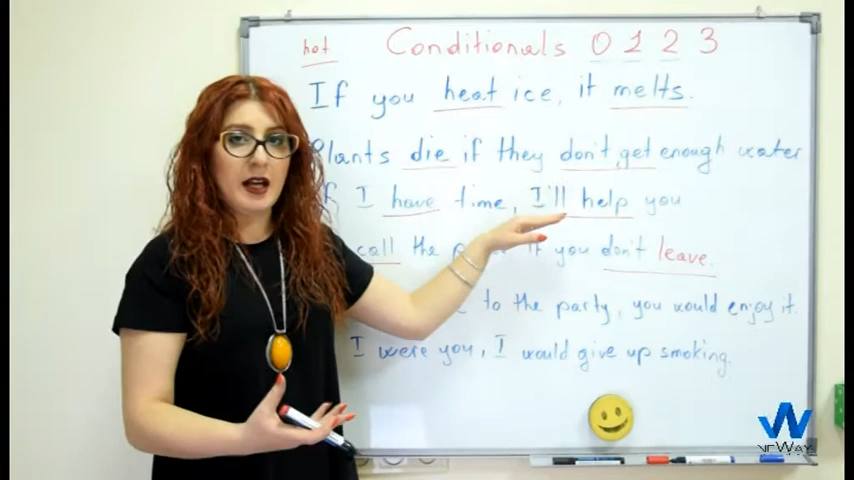 hot Conditionals 0 1 2 3
If you heat ice, it melts.
Plants die if they don't get enough water
I have time, I'll help you
call the if you don't leave.
to the party, you would enjoy it.
I were you, I would give up smoking.
NEWAY